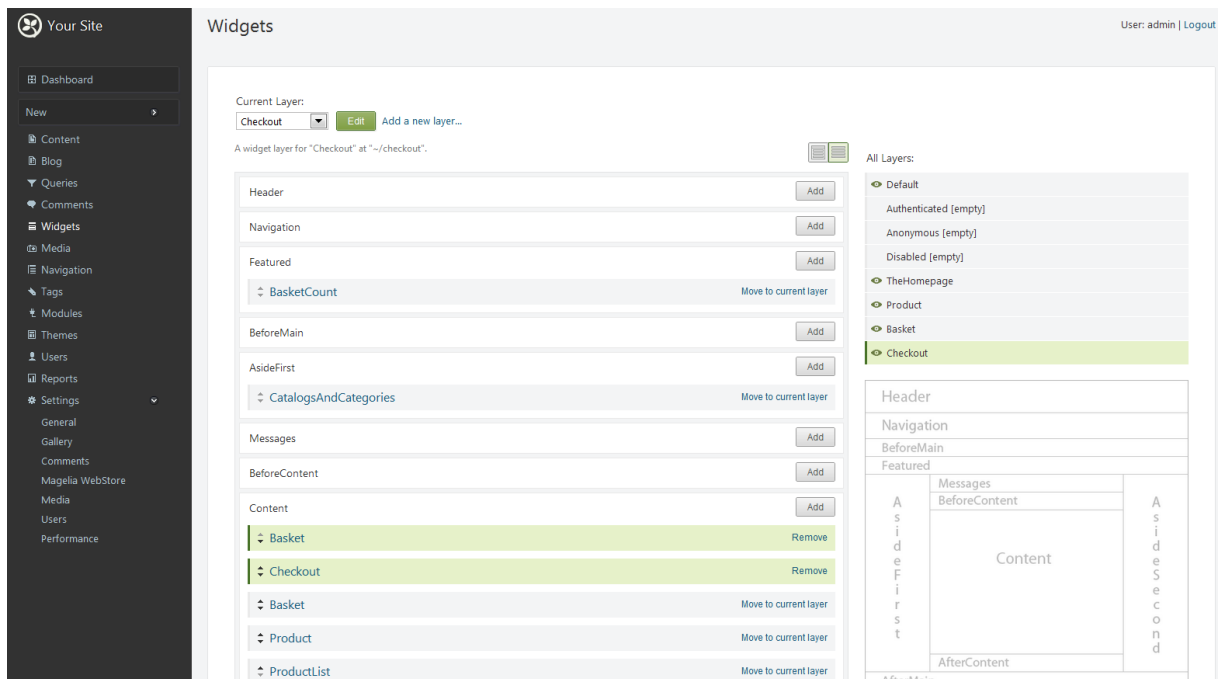 Your Site
Dashboard
New
Content
Blog
Queries
Comments
Widgets
Media
Navigation
Tags
Modules
Themes
Users
Reports
Settings
General
Gallery
Comments
Magelia WebStore
Media
Users
Performance
Widgets
User: admin | Logout
Current Layer:
Checkout Edit Add a new layer...
A widget layer for "Checkout" at "~/checkout".
Header Add
Navigation Add
Featured Add
BasketCount Move to current layer
BeforeMain Add
AsideFirst Add
CatalogsAndCategories Move to current layer
Messages Add
BeforeContent Add
Content Add
Basket Remove
Checkout Remove
Basket Move to current layer
Product Move to current layer
ProductList Move to current layer
All Layers:
Default
Authenticated [empty]
Anonymous [empty]
Disabled [empty]
TheHomepage
Product
Basket
Checkout
Header
Navigation
BeforeMain
Featured
AsideFirst
Messages
BeforeContent
Content
AfterContent
AsideSecond
AfterMain